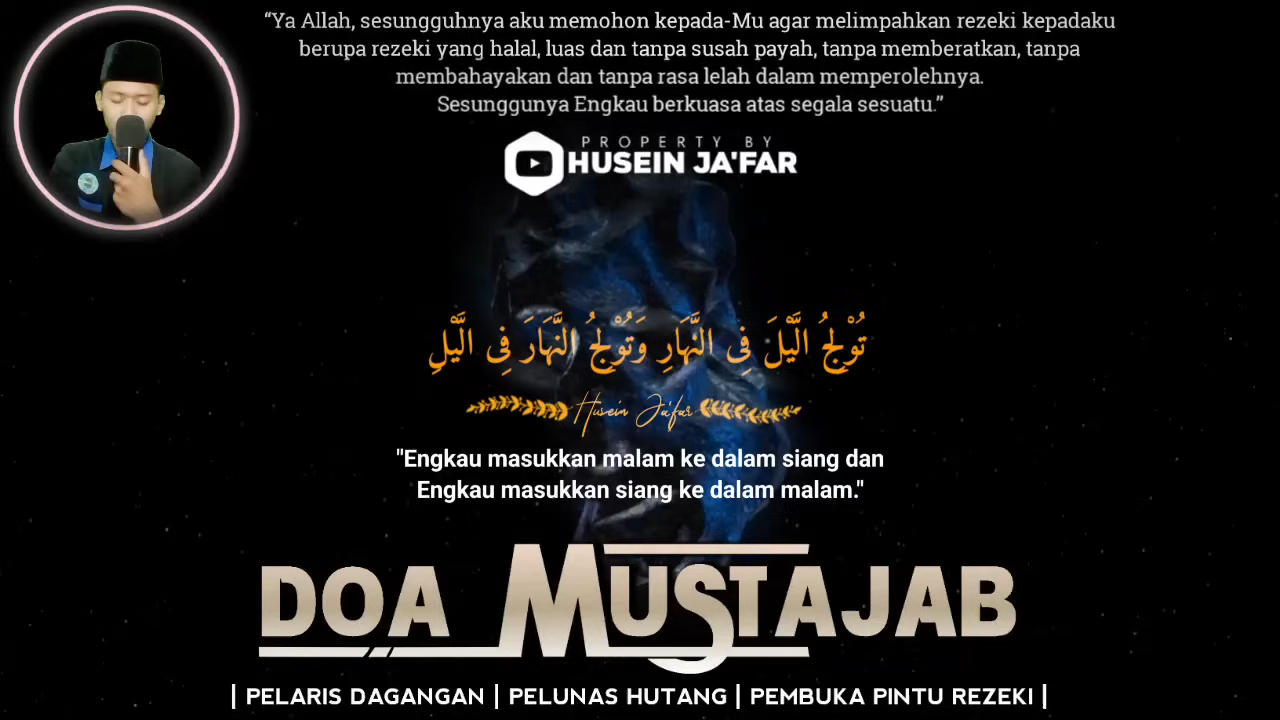 “Ya Allah, sesungguhnya aku memohon kepada-Mu agar melimpahkan rezeki kepadaku
berupa rezeki yang halal, luas dan tanpa susah payah, tanpa memberatkan, tanpa
membahayakan dan tanpa rasa lelah dalam memperolehnya.
Sesunggunya Engkau berkuasa atas segala sesuatu.”
PROPERTY BY
HUSEIN JA'FAR
تُوْلِجُ الَّيْلَ فِى النَّهَارِ وَتُوْلِجُ النَّهَارَ فِى الَّيْلِ
Husein Ja'far
"Engkau masukkan malam ke dalam siang dan
Engkau masukkan siang ke dalam malam."
DOA MUSTAJAB
| PELARIS DAGANGAN | PELUNAS HUTANG | PEMBUKA PINTU REZEKI |